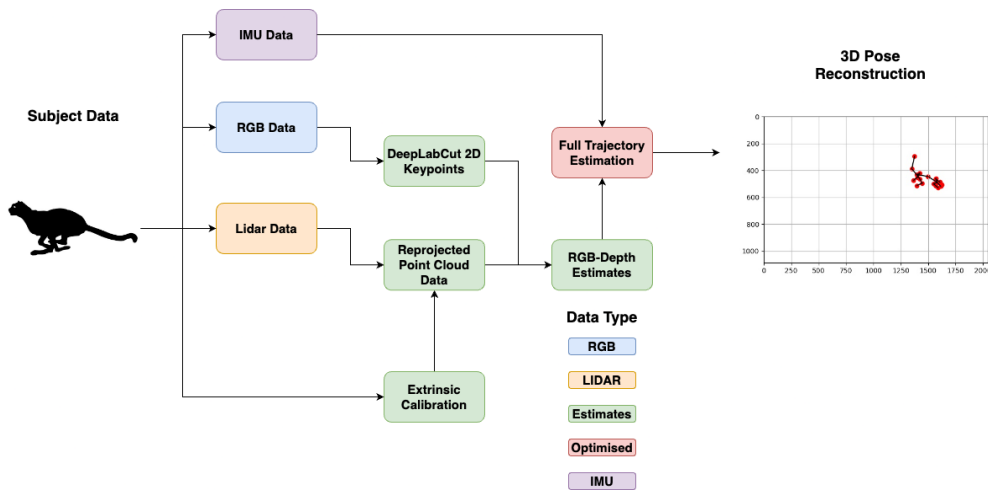 IMU Data
3D Pose
Reconstruction
Subject Data
RGB Data
DeepLabCut 2D
Keypoints
Full Trajectory
Estimation
Lidar Data
Reprojected
Point Cloud
Data
RGB-Depth
Estimates
Extrinsic
Calibration
Data Type
RGB
LIDAR
Estimates
Optimised
IMU
0
200
400
600
800
1000
0 250 500 750 1000 1250 1500 1750 2000